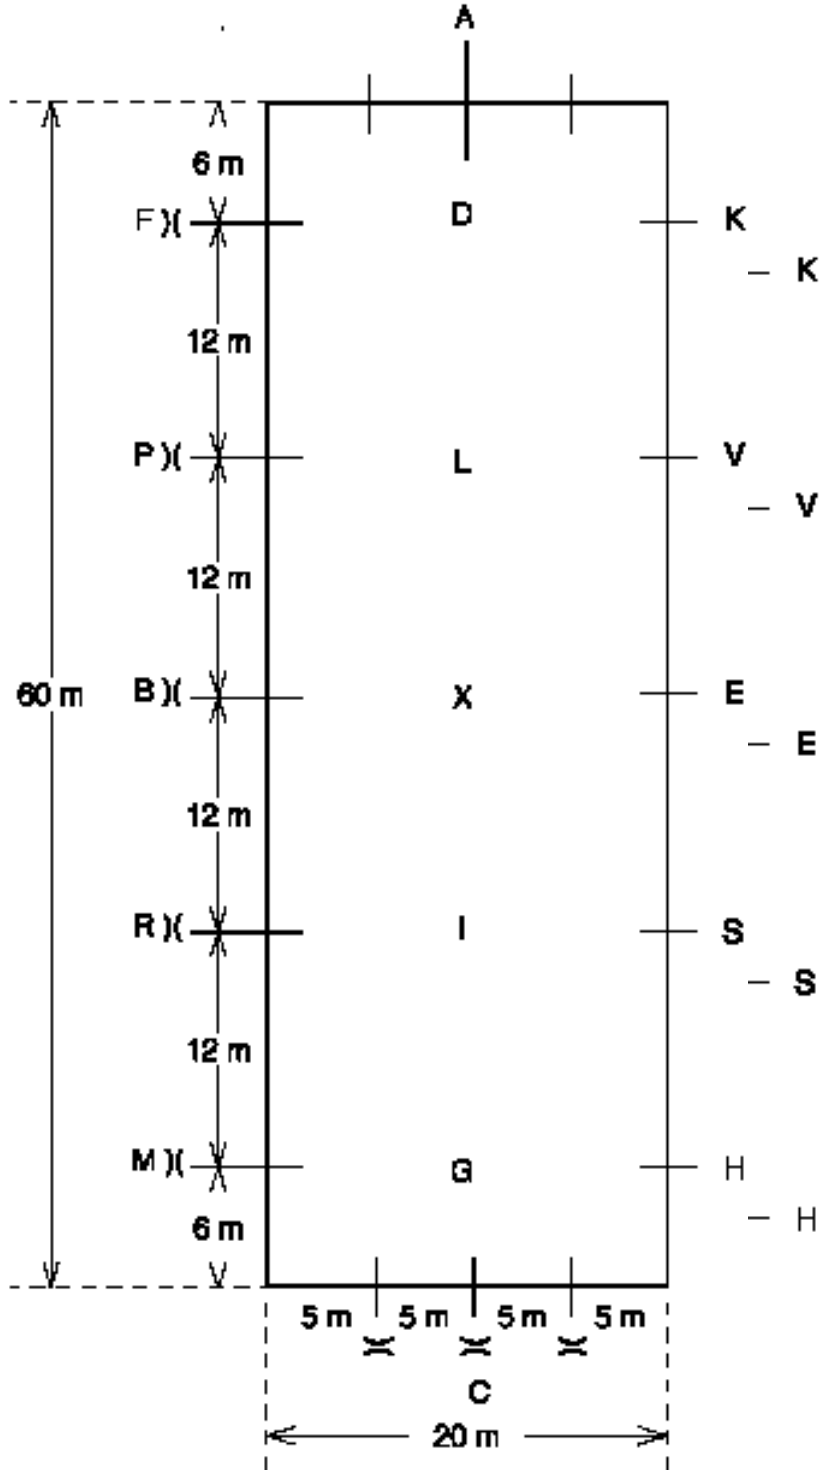 A
6 m
F )( D K
K
12 m
P )( L V
V
12 m
60 m B )( X E
E
12 m
R )( I S
S
12 m
M )( G H
H
6 m
5 m 5 m 5 m 5 m
)( )( )(
C
20 m